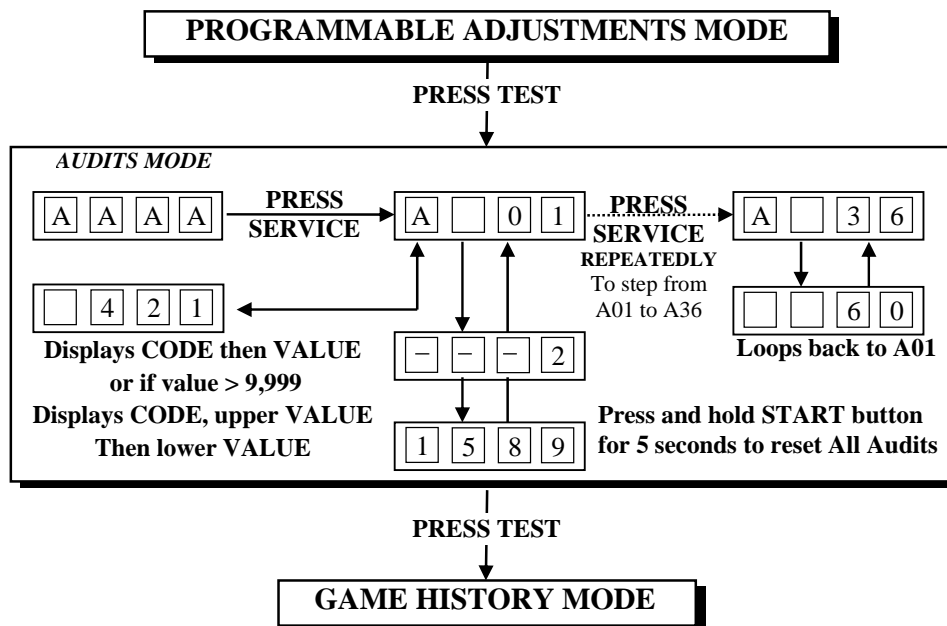 PROGRAMMABLE ADJUSTMENTS MODE
PRESS TEST
AUDITS MODE
A A A A
PRESS
SERVICE
A 0 1
PRESS
SERVICE
REPEATEDLY
To step from
A01 to A36
A 3 6
4 2 1
6 0
Displays CODE then VALUE
or if value > 9,999
Displays CODE, upper VALUE
Then lower VALUE
– – – 2
1 5 8 9
Loops back to A01
Press and hold START button
for 5 seconds to reset All Audits
PRESS TEST
GAME HISTORY MODE